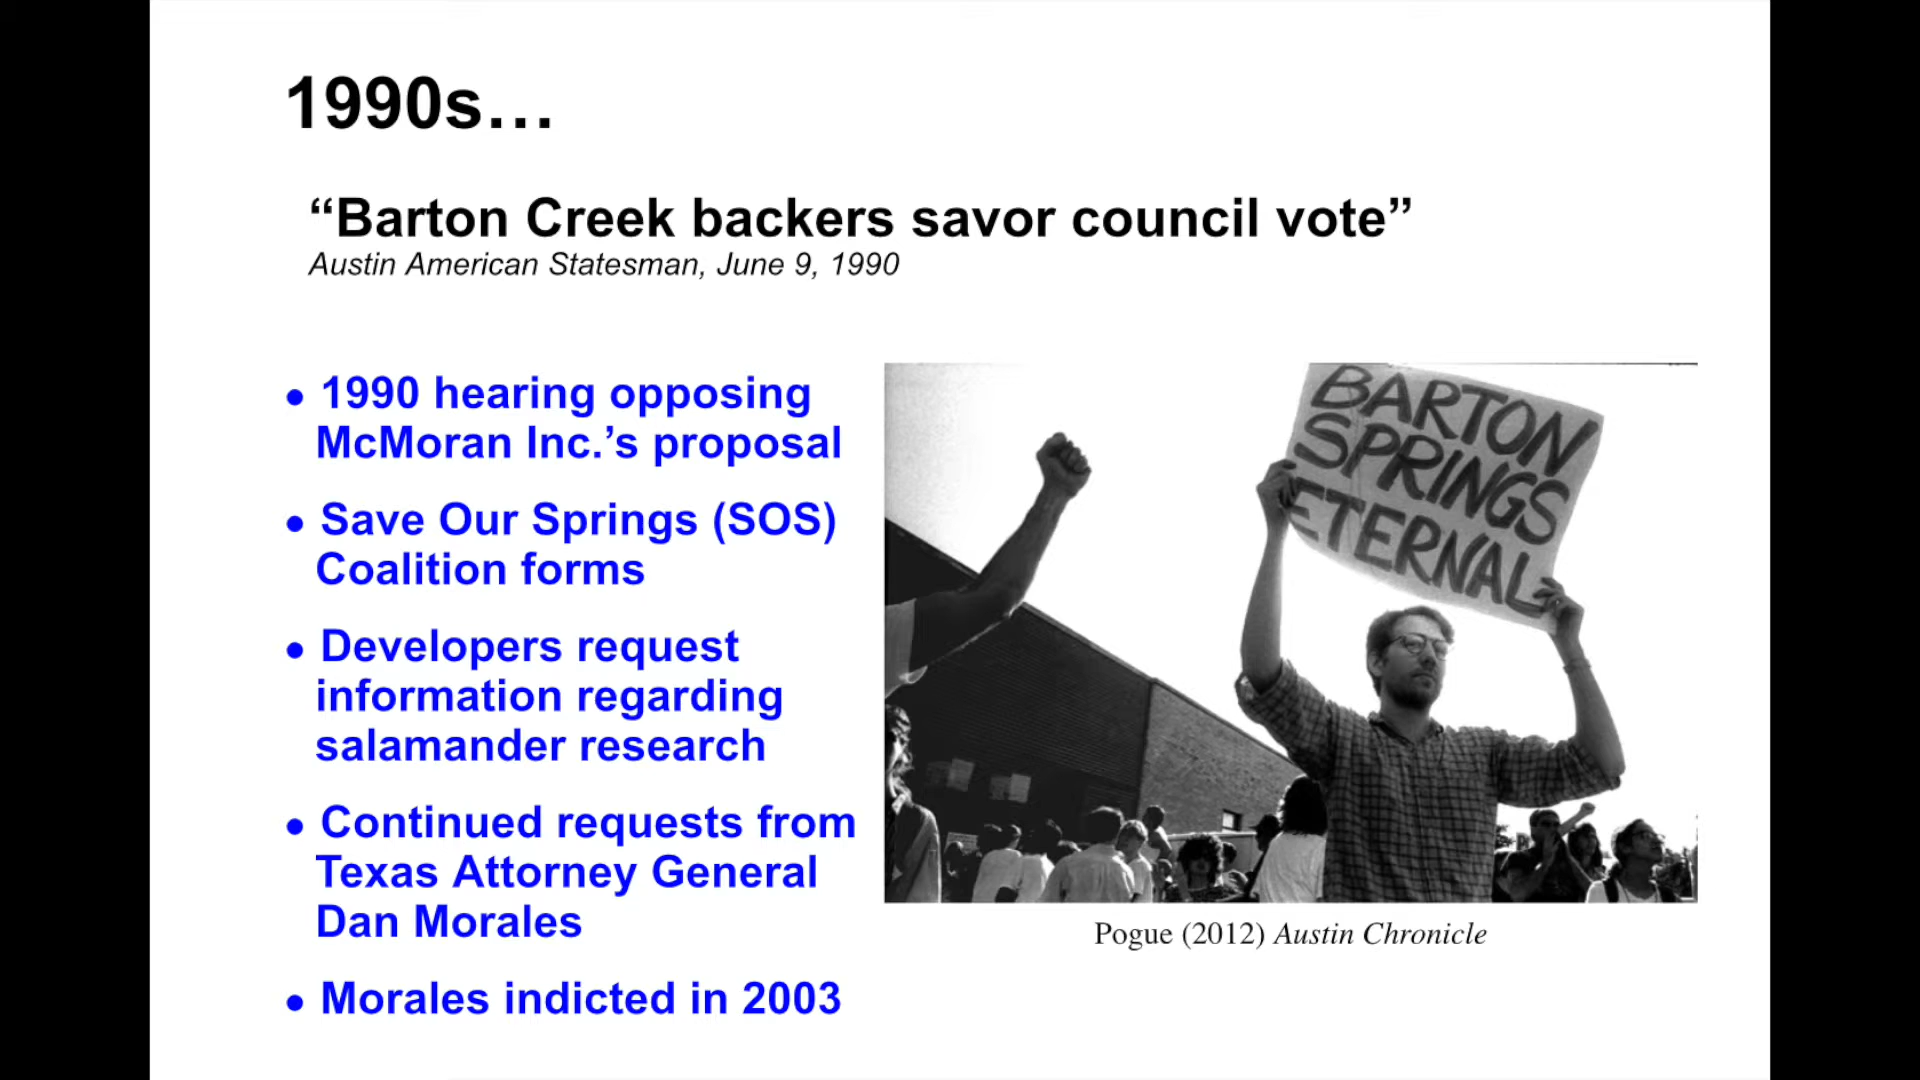 1990s…
“Barton Creek backers savor council vote”
Austin American Statesman, June 9, 1990
• 1990 hearing opposing
McMoran Inc.’s proposal
• Save Our Springs (SOS)
Coalition forms
• Developers request
information regarding
salamander research
• Continued requests from
Texas Attorney General
Dan Morales
• Morales indicted in 2003
BARTON
SPRINGS
ETERNAL
Pogue (2012) Austin Chronicle